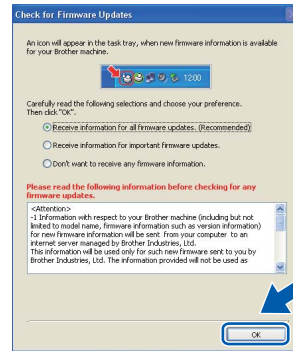 Check for Firmware Updates
An icon will appear in the task tray, when new firmware information is available
for your Brother machine.
1200
Carefully read the following selections and choose your preference.
Then click "OK".
Receive information for all firmware updates. (Recommended)
Receive information for important firmware updates.
Don't want to receive any firmware information.
Please read the following information before checking for any
firmware updates.
<Attention>
-1 Information with respect to your Brother machine (including but not
limited to model name, firmware information such as version information)
for new firmware information will be sent from your computer to an
internet server managed by Brother Industries, Ltd.
This information will be used only for such new firmware sent to you by
Brother Industries, Ltd. The information provided will not be used as
OK